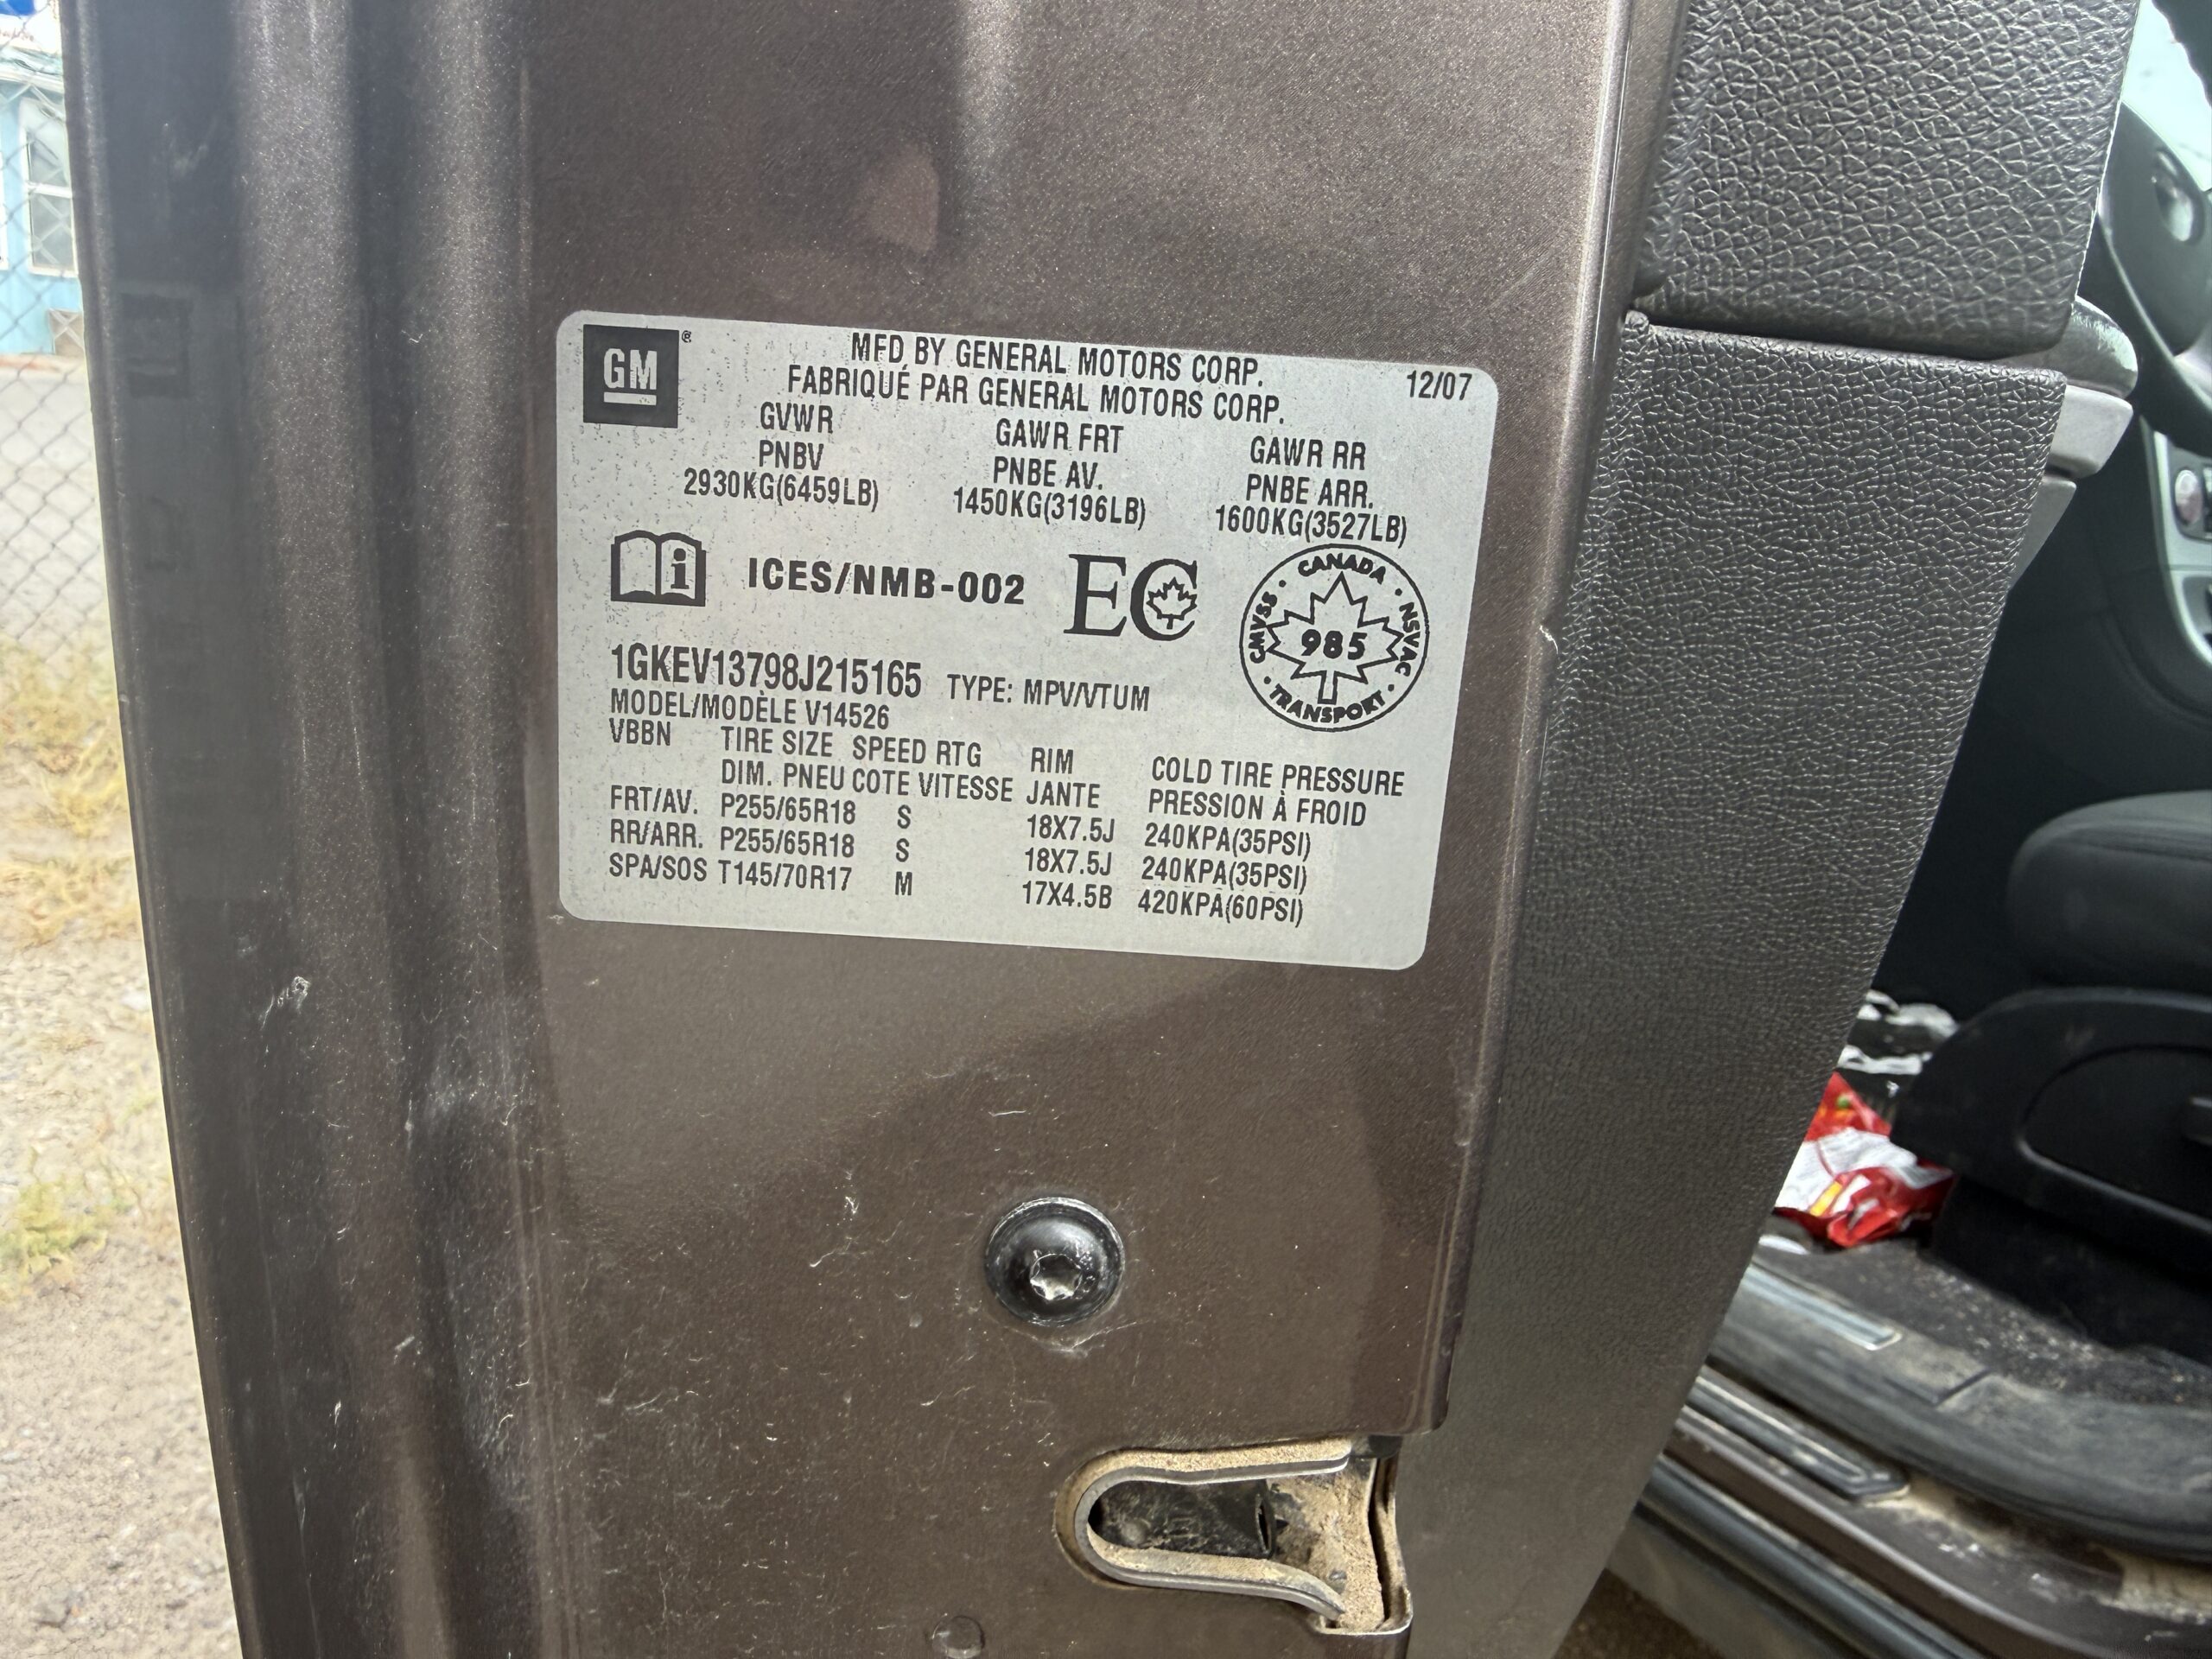 GM®
MFD BY GENERAL MOTORS CORP.
12/07
FABRIQUÉ PAR GENERAL MOTORS CORP.
GVWR GAWR FRT GAWR RR
PNBV PNBE AV. PNBE ARR.
2930KG(6459LB) 1450KG(3196LB) 1600KG(3527LB)
i ICES/NMB-002 EC
CANADA
CMVSS 985 NSVAC
TRANSPORT
1GKEV13798J215165 TYPE: MPV/VTUM
MODEL/MODÈLE V14526
VBBN TIRE SIZE SPEED RTG RIM COLD TIRE PRESSURE
DIM. PNEU COTE VITESSE JANTE PRESSION À FROID
FRT/AV. P255/65R18 S 18X7.5J 240KPA(35PSI)
RR/ARR. P255/65R18 S 18X7.5J 240KPA(35PSI)
SPA/SOS T145/70R17 M 17X4.5B 420KPA(60PSI)